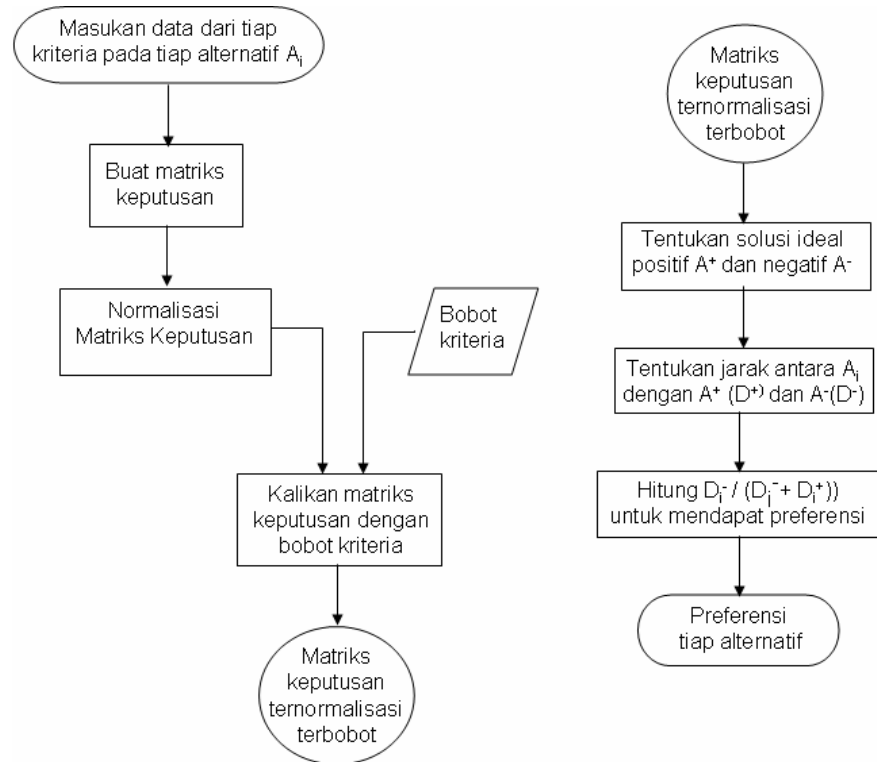 Masukan data dari tiap
kriteria pada tiap alternatif Aᵢ
Buat matriks
keputusan
Normalisasi
Matriks Keputusan
Bobot
kriteria
Kalikan matriks
keputusan dengan
bobot kriteria
Matriks
keputusan
ternormalisasi
terbobot
Matriks
keputusan
ternormalisasi
terbobot
Tentukan solusi ideal
positif A⁺ dan negatif A⁻
Tentukan jarak antara Aᵢ
dengan A⁺ (D⁺⁾ dan A⁻(D⁻)
Hitung Dᵢ⁻ / (Dⱼ⁻+ Dᵢ⁺))
untuk mendapat preferensi
Preferensi
tiap alternatif